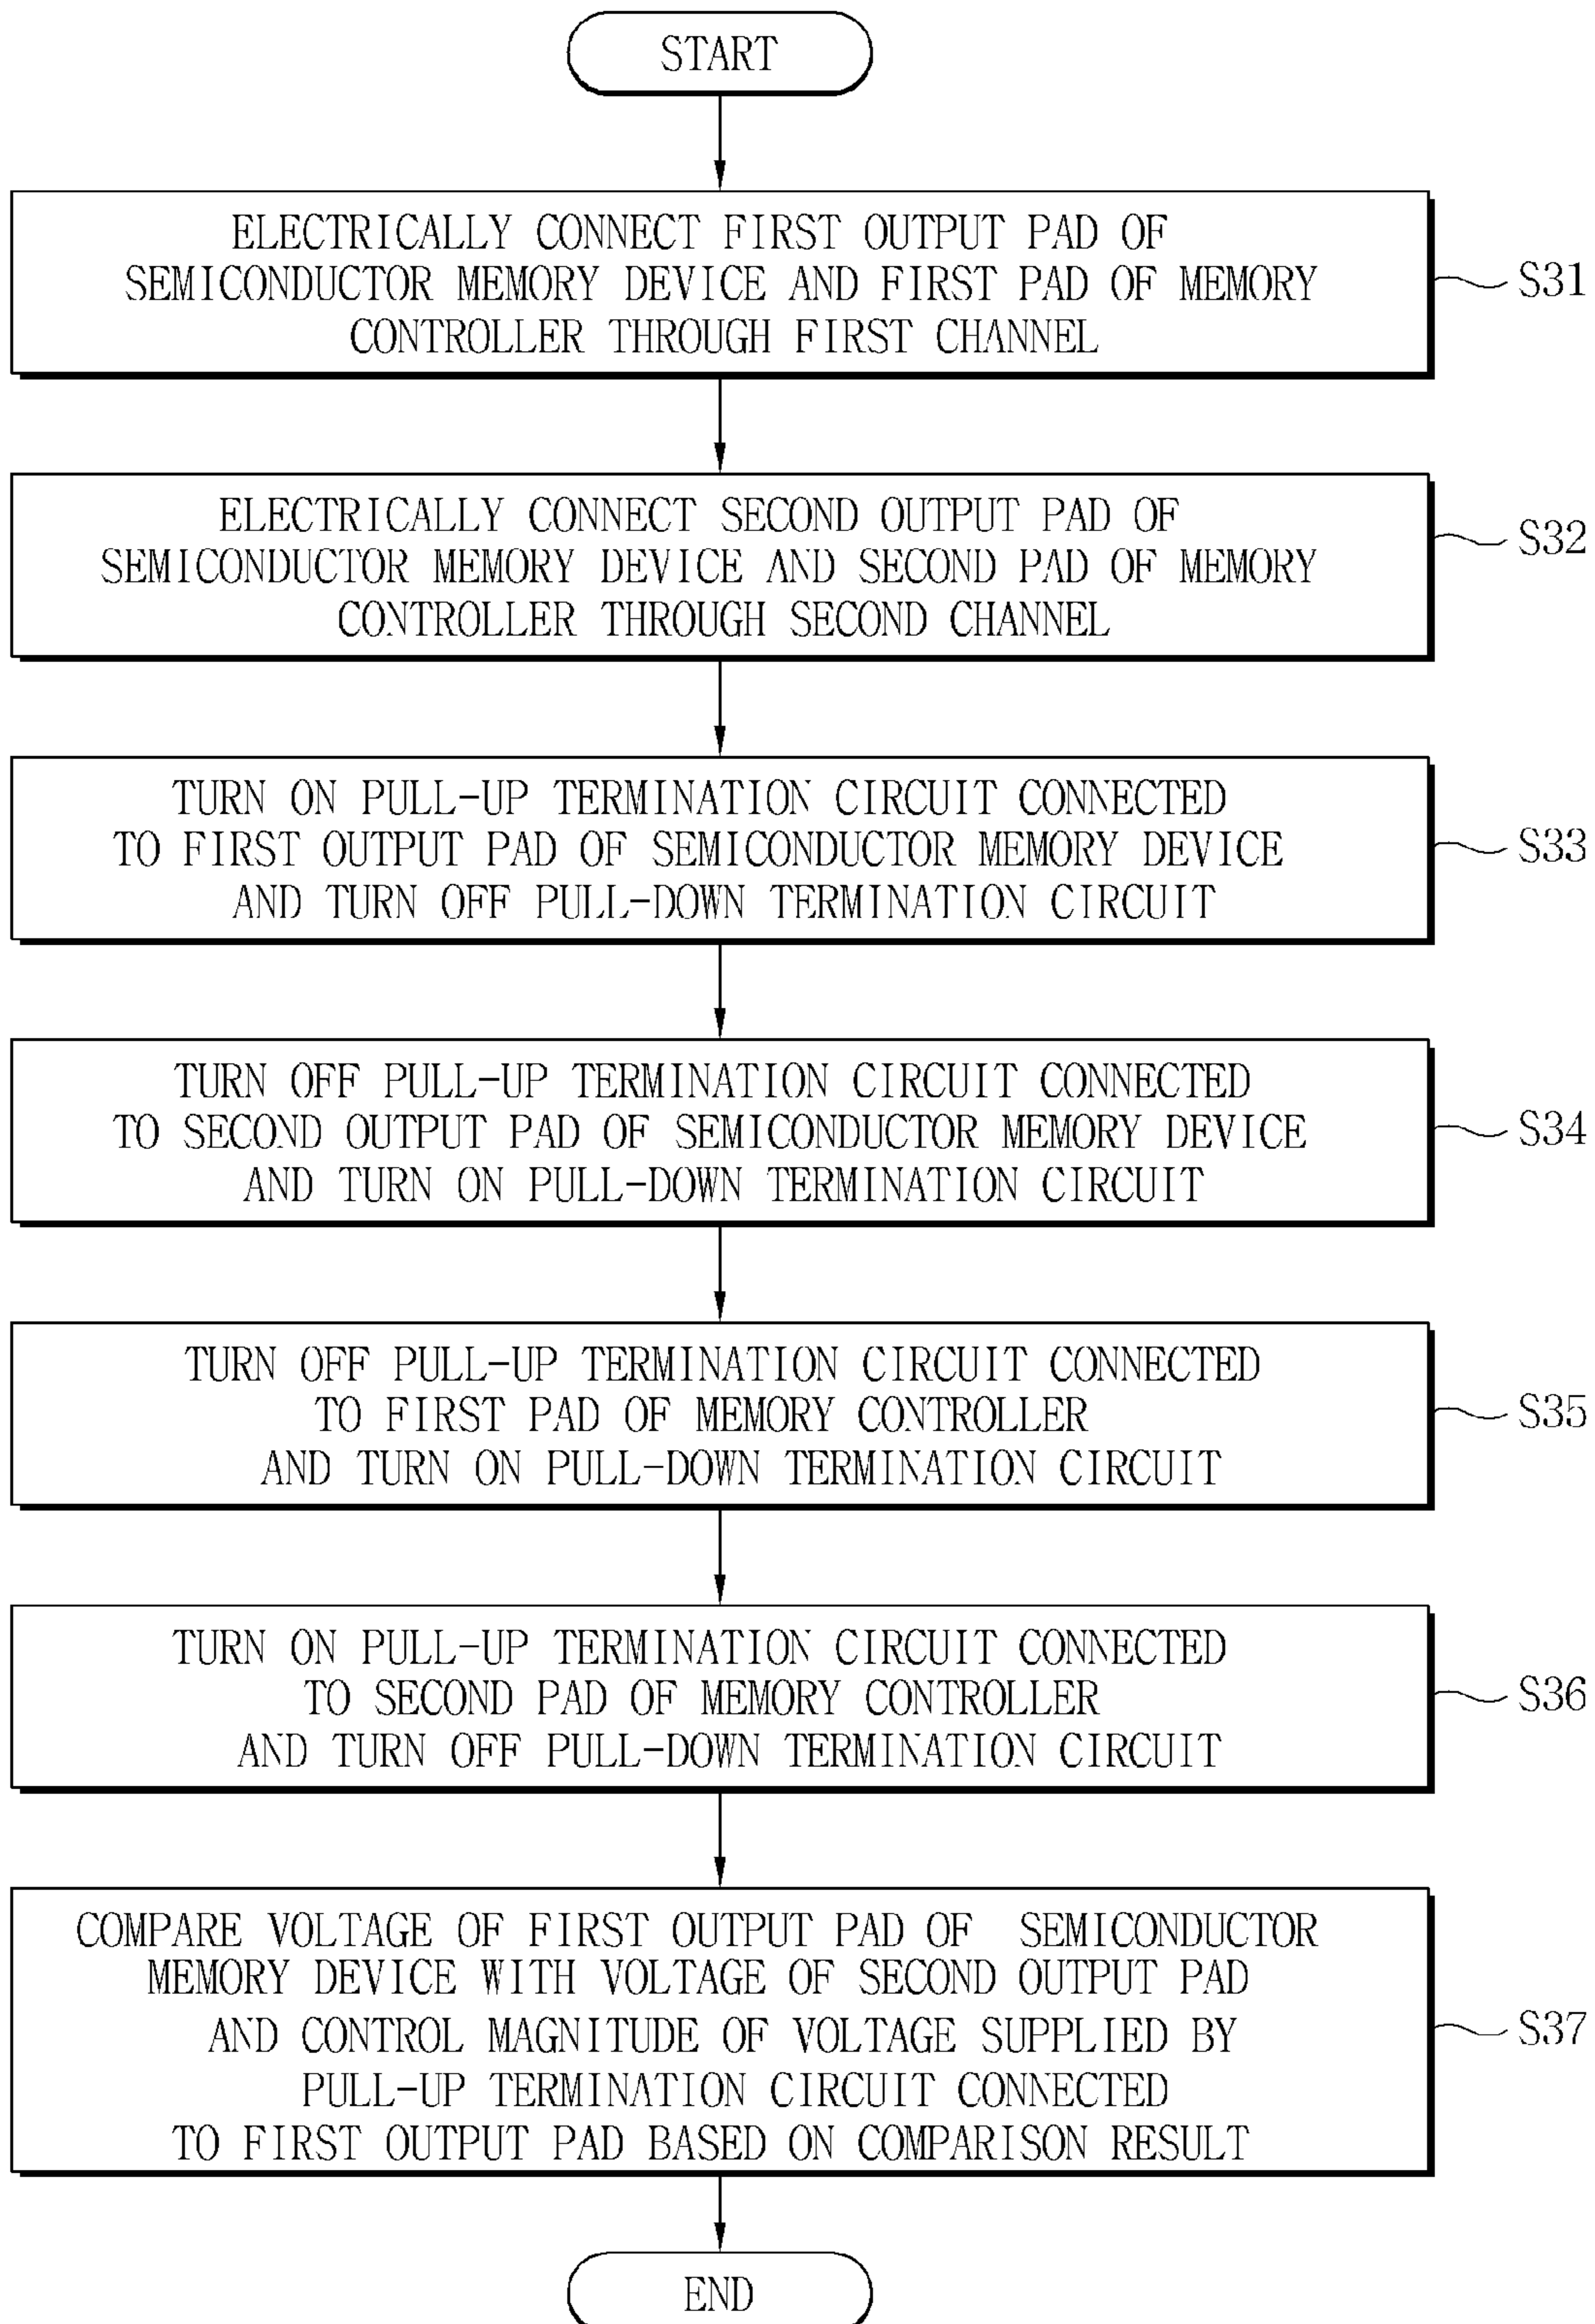 START
ELECTRICALLY CONNECT FIRST OUTPUT PAD OF
SEMICONDUCTOR MEMORY DEVICE AND FIRST PAD OF MEMORY
CONTROLLER THROUGH FIRST CHANNEL
S31
ELECTRICALLY CONNECT SECOND OUTPUT PAD OF
SEMICONDUCTOR MEMORY DEVICE AND SECOND PAD OF MEMORY
CONTROLLER THROUGH SECOND CHANNEL
S32
TURN ON PULL-UP TERMINATION CIRCUIT CONNECTED
TO FIRST OUTPUT PAD OF SEMICONDUCTOR MEMORY DEVICE
AND TURN OFF PULL-DOWN TERMINATION CIRCUIT
S33
TURN OFF PULL-UP TERMINATION CIRCUIT CONNECTED
TO SECOND OUTPUT PAD OF SEMICONDUCTOR MEMORY DEVICE
AND TURN ON PULL-DOWN TERMINATION CIRCUIT
S34
TURN OFF PULL-UP TERMINATION CIRCUIT CONNECTED
TO FIRST PAD OF MEMORY CONTROLLER
AND TURN ON PULL-DOWN TERMINATION CIRCUIT
S35
TURN ON PULL-UP TERMINATION CIRCUIT CONNECTED
TO SECOND PAD OF MEMORY CONTROLLER
AND TURN OFF PULL-DOWN TERMINATION CIRCUIT
S36
COMPARE VOLTAGE OF FIRST OUTPUT PAD OF SEMICONDUCTOR
MEMORY DEVICE WITH VOLTAGE OF SECOND OUTPUT PAD
AND CONTROL MAGNITUDE OF VOLTAGE SUPPLIED BY
PULL-UP TERMINATION CIRCUIT CONNECTED
TO FIRST OUTPUT PAD BASED ON COMPARISON RESULT
S37
END